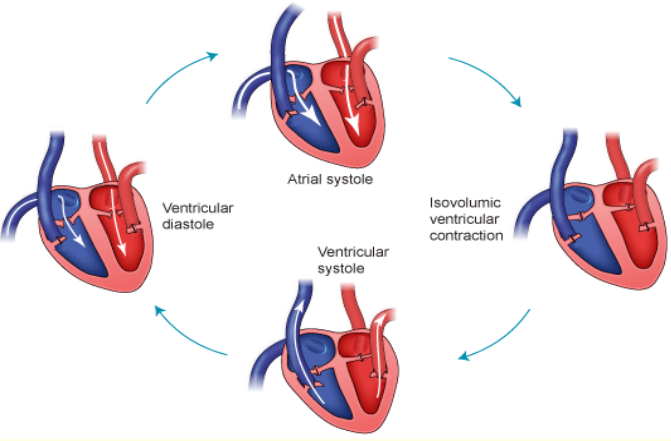 Atrial systole
Isovolumic
ventricular
contraction
Ventricular
systole
Ventricular
diastole